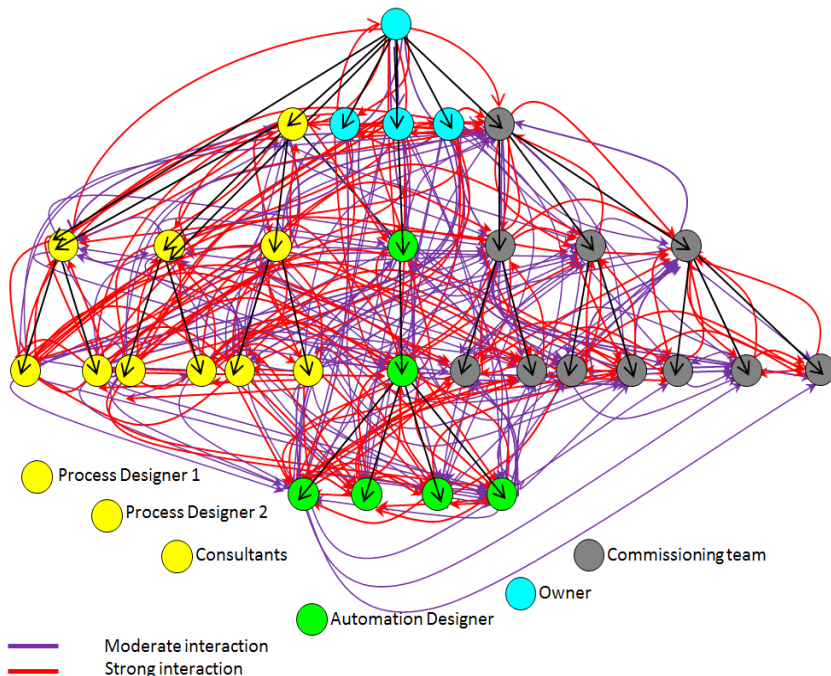 Process Designer 1
Process Designer 2
Consultants
Commissioning team
Owner
Automation Designer
Moderate interaction
Strong interaction